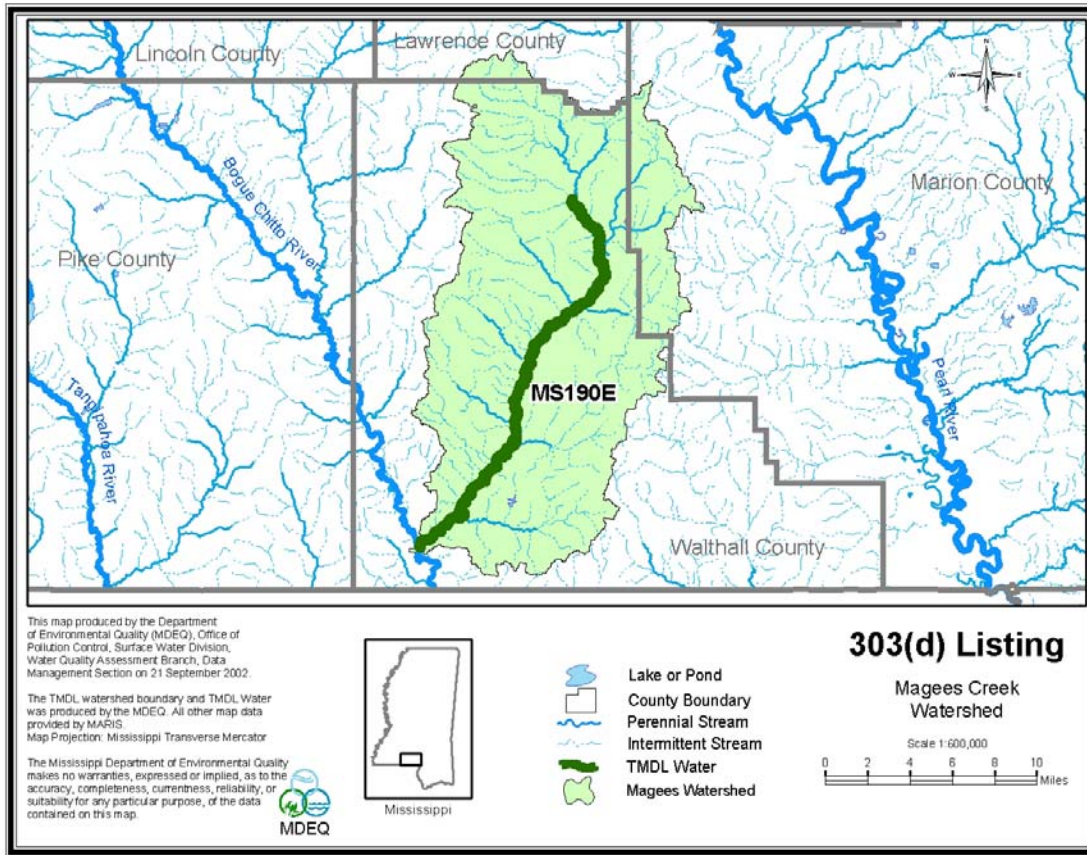 Lincoln County
Lawrence County
N
W E
S
Bogue Chitto River
Marion County
Pike County
Tangipahoa River
MS190E
Pearl River
Walthall County
This map produced by the Department
of Environmental Quality (MDEQ), Office of
Pollution Control, Surface Water Division,
Water Quality Assessment Branch, Data
Management Section on 21 September 2002.
The TMDL watershed boundary and TMDL Water
was produced by the MDEQ. All other map data
provided by MARIS.
Map Projection: Mississippi Transverse Mercator
The Mississippi Department of Environmental Quality
makes no warranties, expressed or implied, as to the
accuracy, completeness, currentness, reliability, or
suitability for any particular purpose, of the data
contained on this map.
MDEQ
Mississippi
Lake or Pond
County Boundary
Perennial Stream
Intermittent Stream
TMDL Water
Magees Watershed
303(d) Listing
Magees Creek
Watershed
Scale 1:600,000
0 2 4 6 8 10
Miles